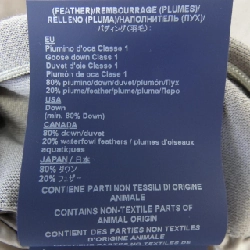 (FEATHER)/REMBOURRAGE (PLUMES)/
RELLENO (PLUMA)/НАПОЛНИТЕЛЬ (ПУХ)/
パディング(羽毛):
EU
Piumino d'oca Classe 1
Goose down Class 1
Duvet d'oie Classe 1
Plumón de oca Clase 1
80% piumino/down/duvet/plumón/Пух
20% piuma/feather/plume/pluma/перо
USA
Down
(min. 80% Down)
CANADA
80% down/duvet
20% waterfowl feathers / plumes d'oiseaux
aquatiques
JAPAN / 日本
80% ダウン
20% フェザー
CONTIENE PARTI NON TESSILI DI ORIGINE
ANIMALE
CONTAINS NON-TEXTILE PARTS OF
ANIMAL ORIGIN
CONTIENT DES PARTIES NON TEXTILES
D'ORIGINE ANIMALE